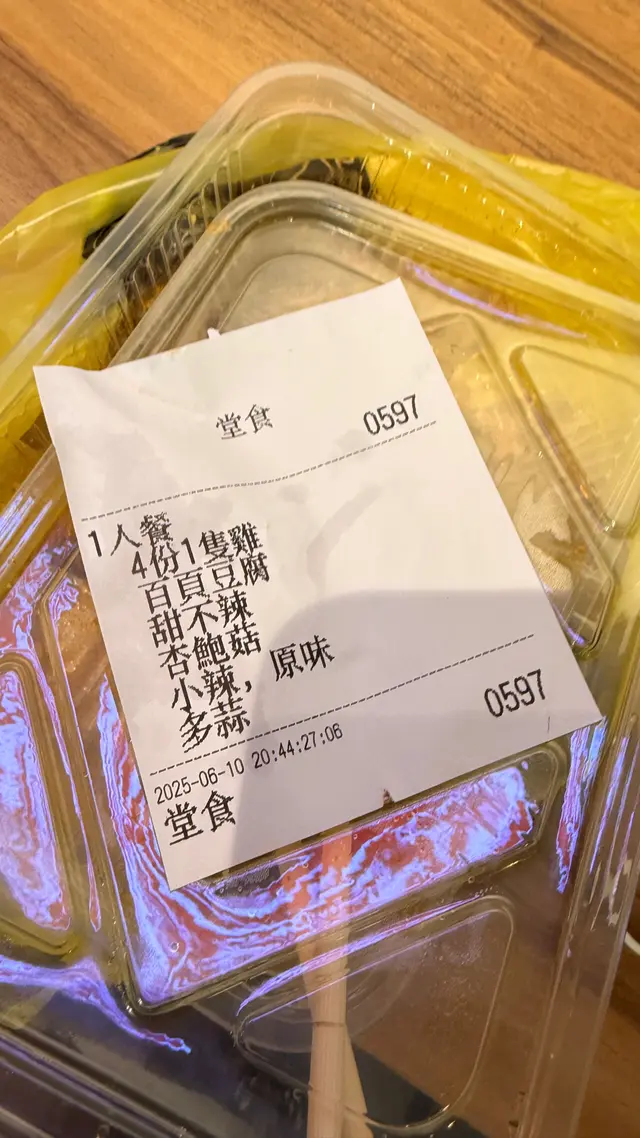 堂食
0597
1人餐
4份1隻雞
百頁豆腐
甜不辣
杏鮑菇
小辣, 原味
多蒜
0597
2025-06-10 20:44:27:06
堂食